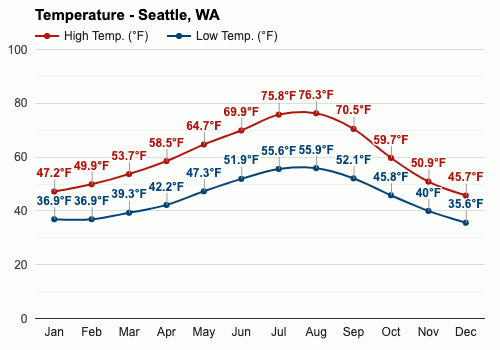 Temperature - Seattle, WA
High Temp. (°F) Low Temp. (°F)
100
80
60
40
20
0
47.2°F 49.9°F 53.7°F 58.5°F 64.7°F 69.9°F 75.8°F 76.3°F 70.5°F 59.7°F 50.9°F 45.7°F
36.9°F 36.9°F 39.3°F 42.2°F 47.3°F 51.9°F 55.6°F 55.9°F 52.1°F 45.8°F 40°F 35.6°F
Jan Feb Mar Apr May Jun Jul Aug Sep Oct Nov Dec